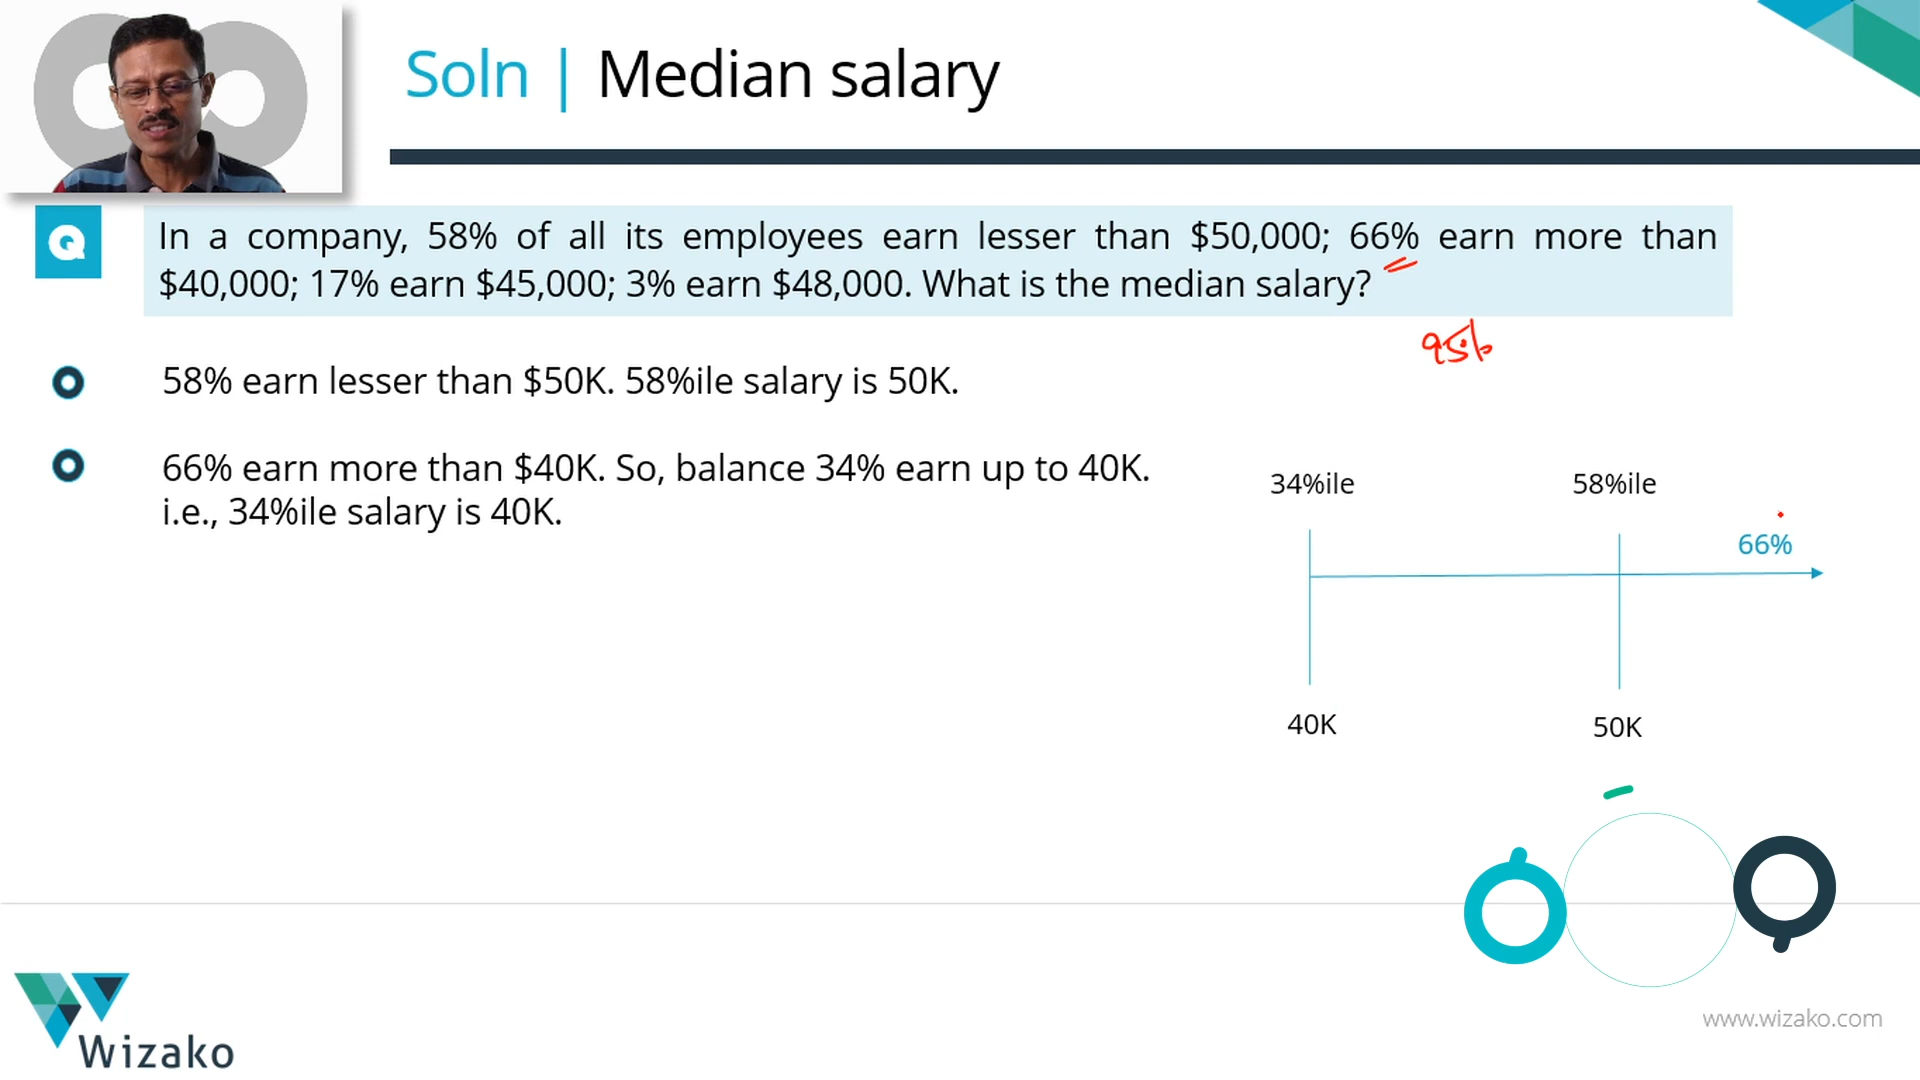 Soln | Median salary
Q
In a company, 58% of all its employees earn lesser than $50,000; 66% earn more than
$40,000; 17% earn $45,000; 3% earn $48,000. What is the median salary?
95%
58% earn lesser than $50K. 58%ile salary is 50K.
66% earn more than $40K. So, balance 34% earn up to 40K.
i.e., 34%ile salary is 40K.
34%ile 58%ile
66%
40K 50K
www.wizako.com
Wizako